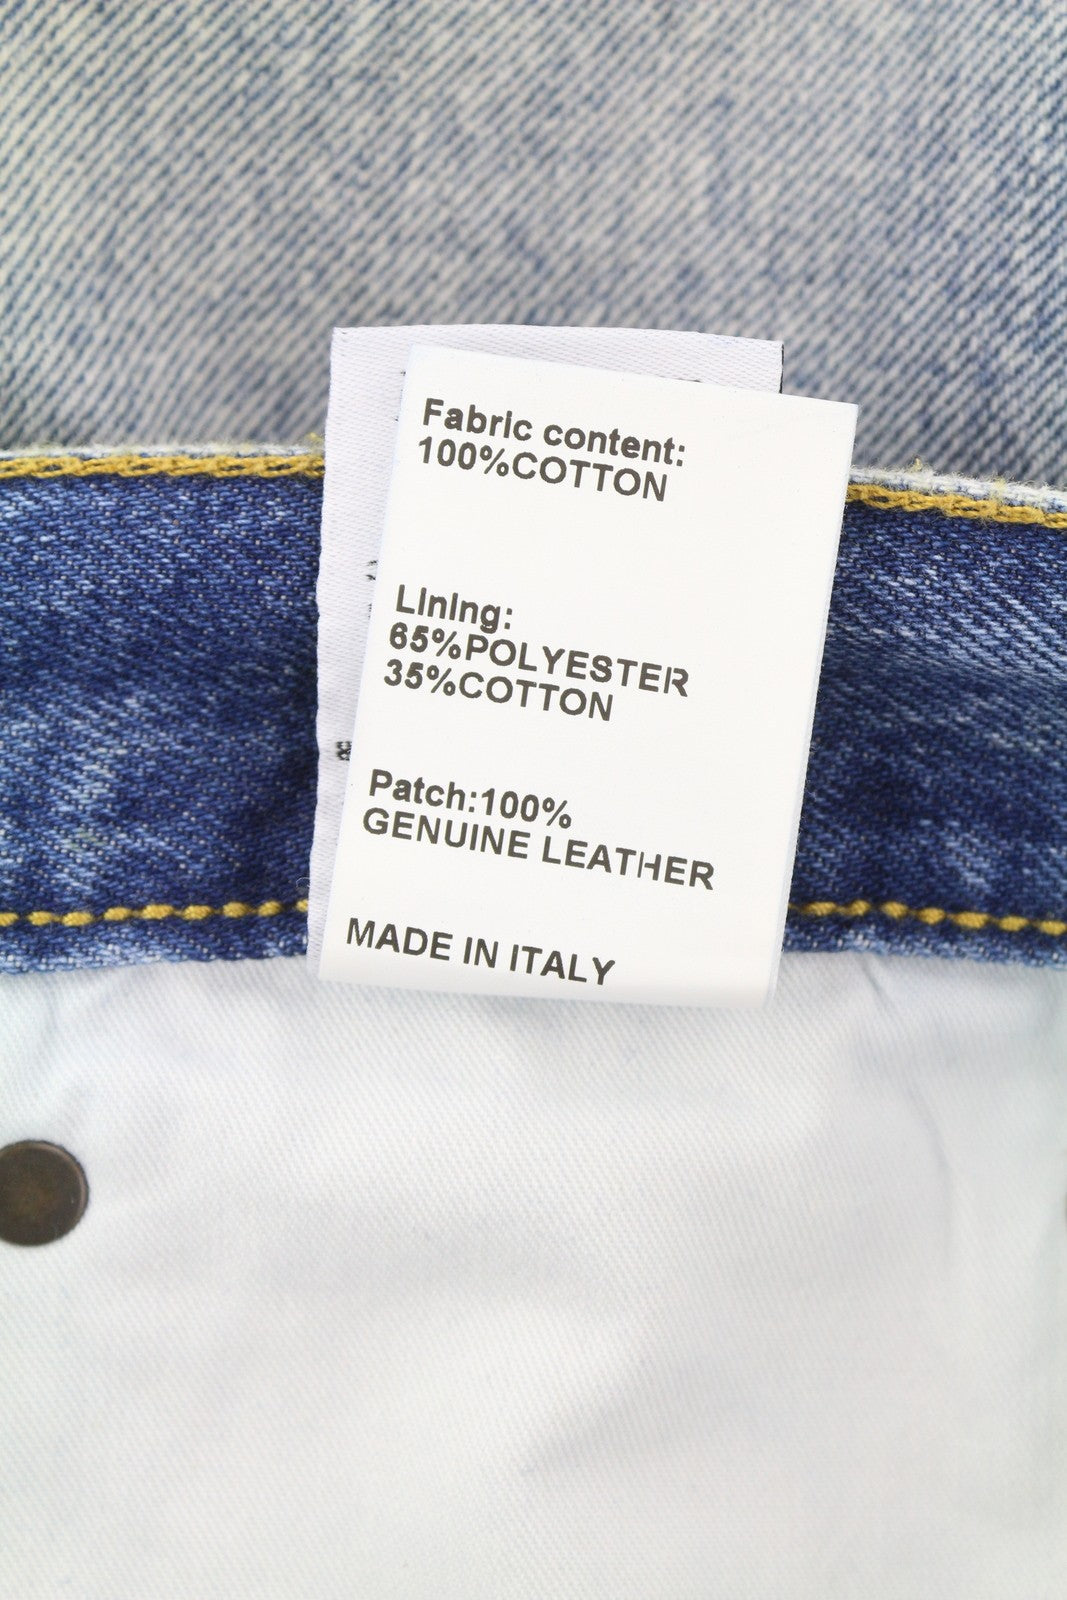 Fabric content:
100%COTTON
Lining:
65%POLYESTER
35%COTTON
Patch:100%
GENUINE LEATHER
MADE IN ITALY